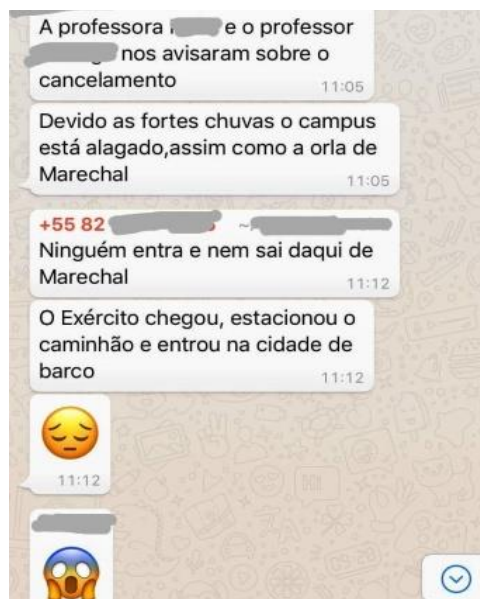 A professora e o professor
nos avisaram sobre o
cancelamento
11:05
Devido as fortes chuvas o campus
está alagado,assim como a orla de
Marechal
11:05
+55 82 ~
Ninguém entra e nem sai daqui de
Marechal
11:12
O Exército chegou, estacionou o
caminhão e entrou na cidade de
barco
11:12
11:12